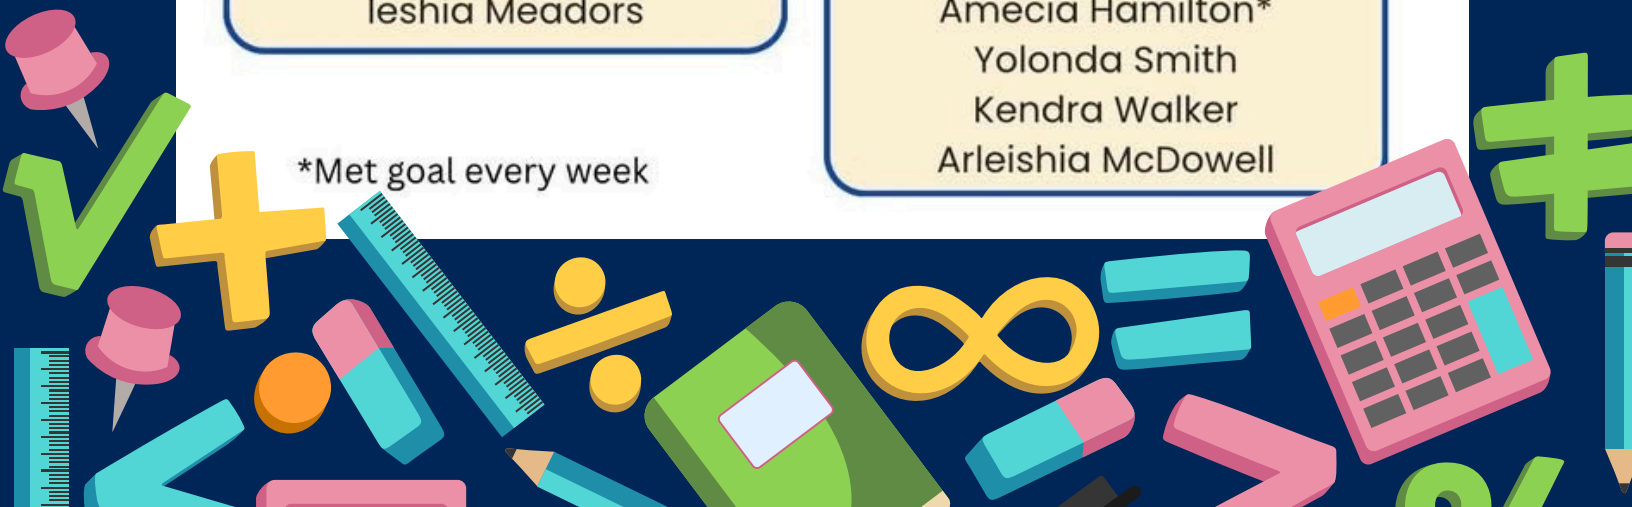 Ieshia Meadors
*Met goal every week
Amecia Hamilton*
Yolonda Smith
Kendra Walker
Arleishia McDowell